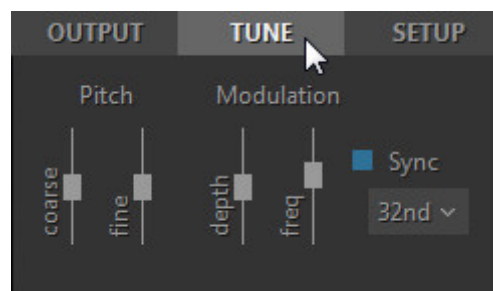 OUTPUT TUNE SETUP
Pitch Modulation
coarse fine depth freq Sync
32nd